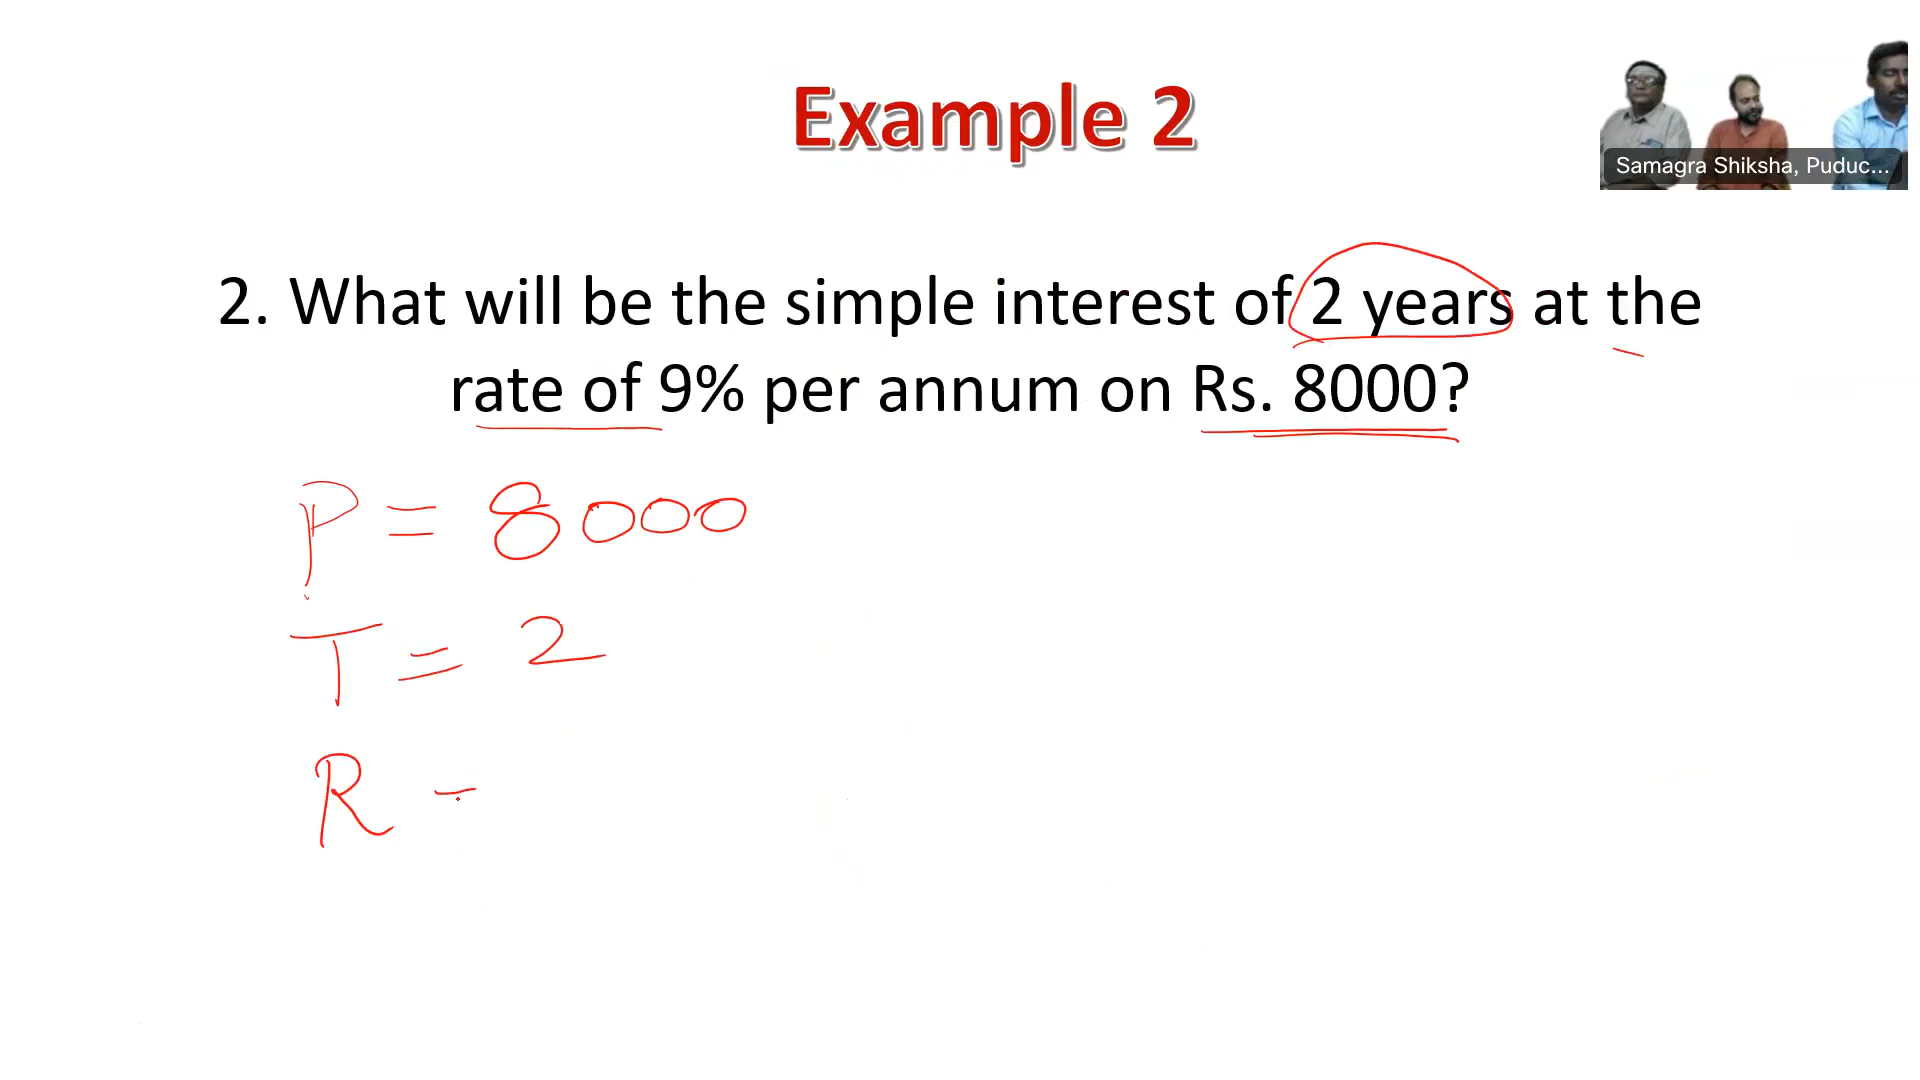 Example 2
Samagra Shiksha, Puduc...
2. What will be the simple interest of 2 years at the
rate of 9% per annum on Rs. 8000?
P = 8000
T = 2
R -